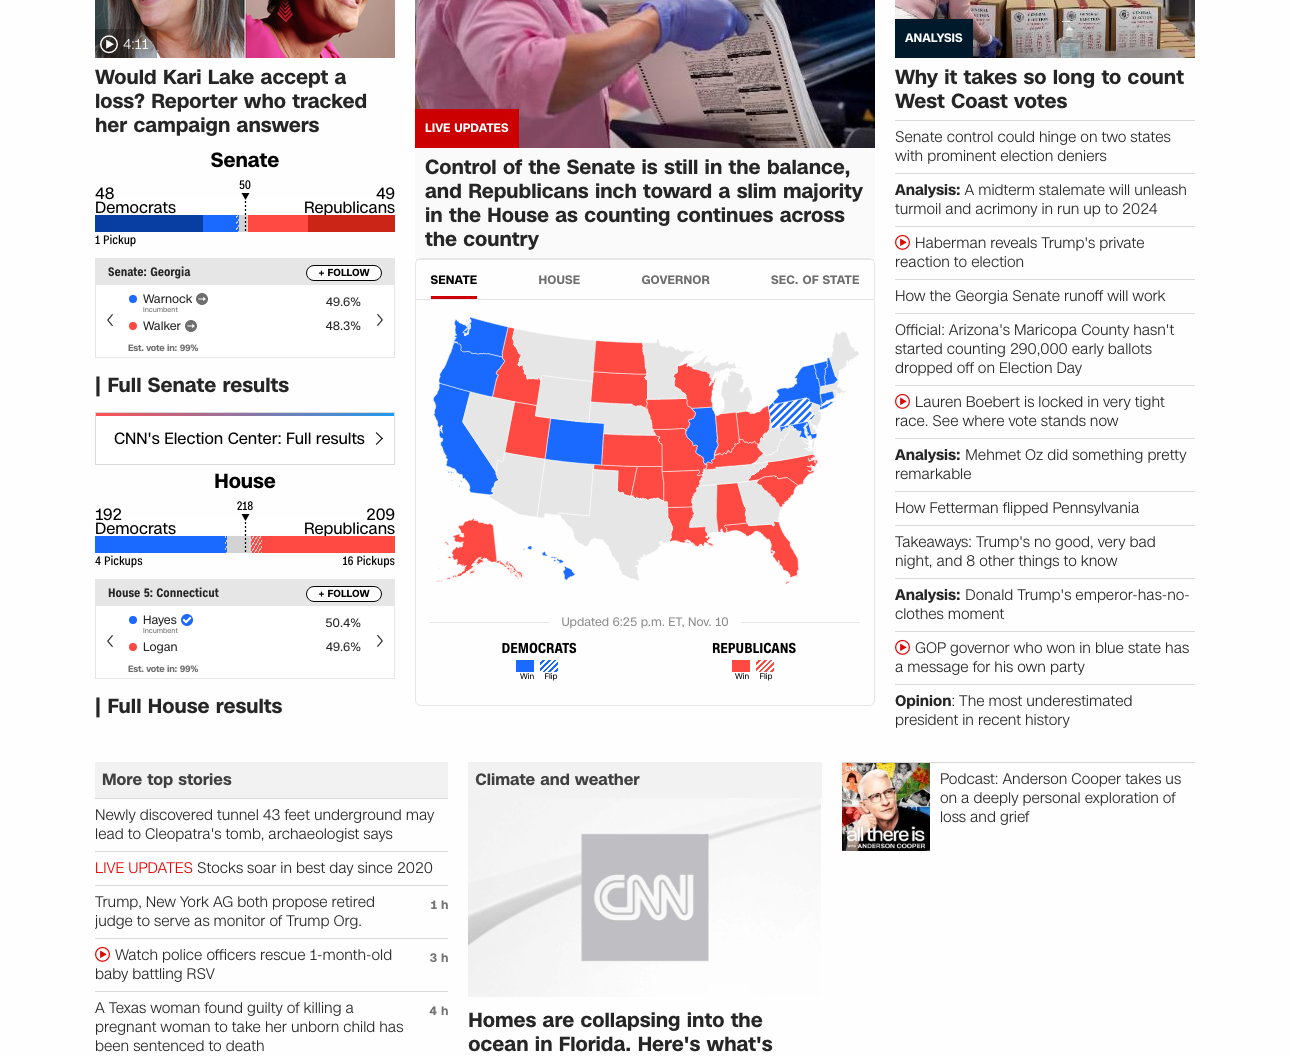 4:11
Would Kari Lake accept a
loss? Reporter who tracked
her campaign answers
Senate
50
48
49
Democrats
Republicans
1 Pickup
Senate: Georgia
+ FOLLOW
Warnock
Incumbent
49.6%
Walker
48.3%
Est. vote in: 99%
| Full Senate results
CNN's Election Center: Full results
House
218
192
209
Democrats
Republicans
4 Pickups
16 Pickups
House 5: Connecticut
+ FOLLOW
Hayes
Incumbent
50.4%
Logan
49.6%
Est. vote in: 99%
| Full House results
LIVE UPDATES
Control of the Senate is still in the balance,
and Republicans inch toward a slim majority
in the House as counting continues across
the country
SENATE
HOUSE
GOVERNOR
SEC. OF STATE
Updated 6:25 p.m. ET, Nov. 10
DEMOCRATS
REPUBLICANS
Win
Flip
Win
Flip
ANALYSIS
Why it takes so long to count
West Coast votes
Senate control could hinge on two states
with prominent election deniers
Analysis: A midterm stalemate will unleash
turmoil and acrimony in run up to 2024
Haberman reveals Trump's private
reaction to election
How the Georgia Senate runoff will work
Official: Arizona's Maricopa County hasn't
started counting 290,000 early ballots
dropped off on Election Day
Lauren Boebert is locked in very tight
race. See where vote stands now
Analysis: Mehmet Oz did something pretty
remarkable
How Fetterman flipped Pennsylvania
Takeaways: Trump's no good, very bad
night, and 8 other things to know
Analysis: Donald Trump's emperor-has-no-
clothes moment
GOP governor who won in blue state has
a message for his own party
Opinion: The most underestimated
president in recent history
More top stories
Newly discovered tunnel 43 feet underground may
lead to Cleopatra's tomb, archaeologist says
LIVE UPDATES Stocks soar in best day since 2020
Trump, New York AG both propose retired
judge to serve as monitor of Trump Org.
1 h
Watch police officers rescue 1-month-old
baby battling RSV
3 h
A Texas woman found guilty of killing a
pregnant woman to take her unborn child has
been sentenced to death
4 h
Climate and weather
CNN
Homes are collapsing into the
ocean in Florida. Here's what's
all there is
ANDERSON COOPER
Podcast: Anderson Cooper takes us
on a deeply personal exploration of
loss and grief